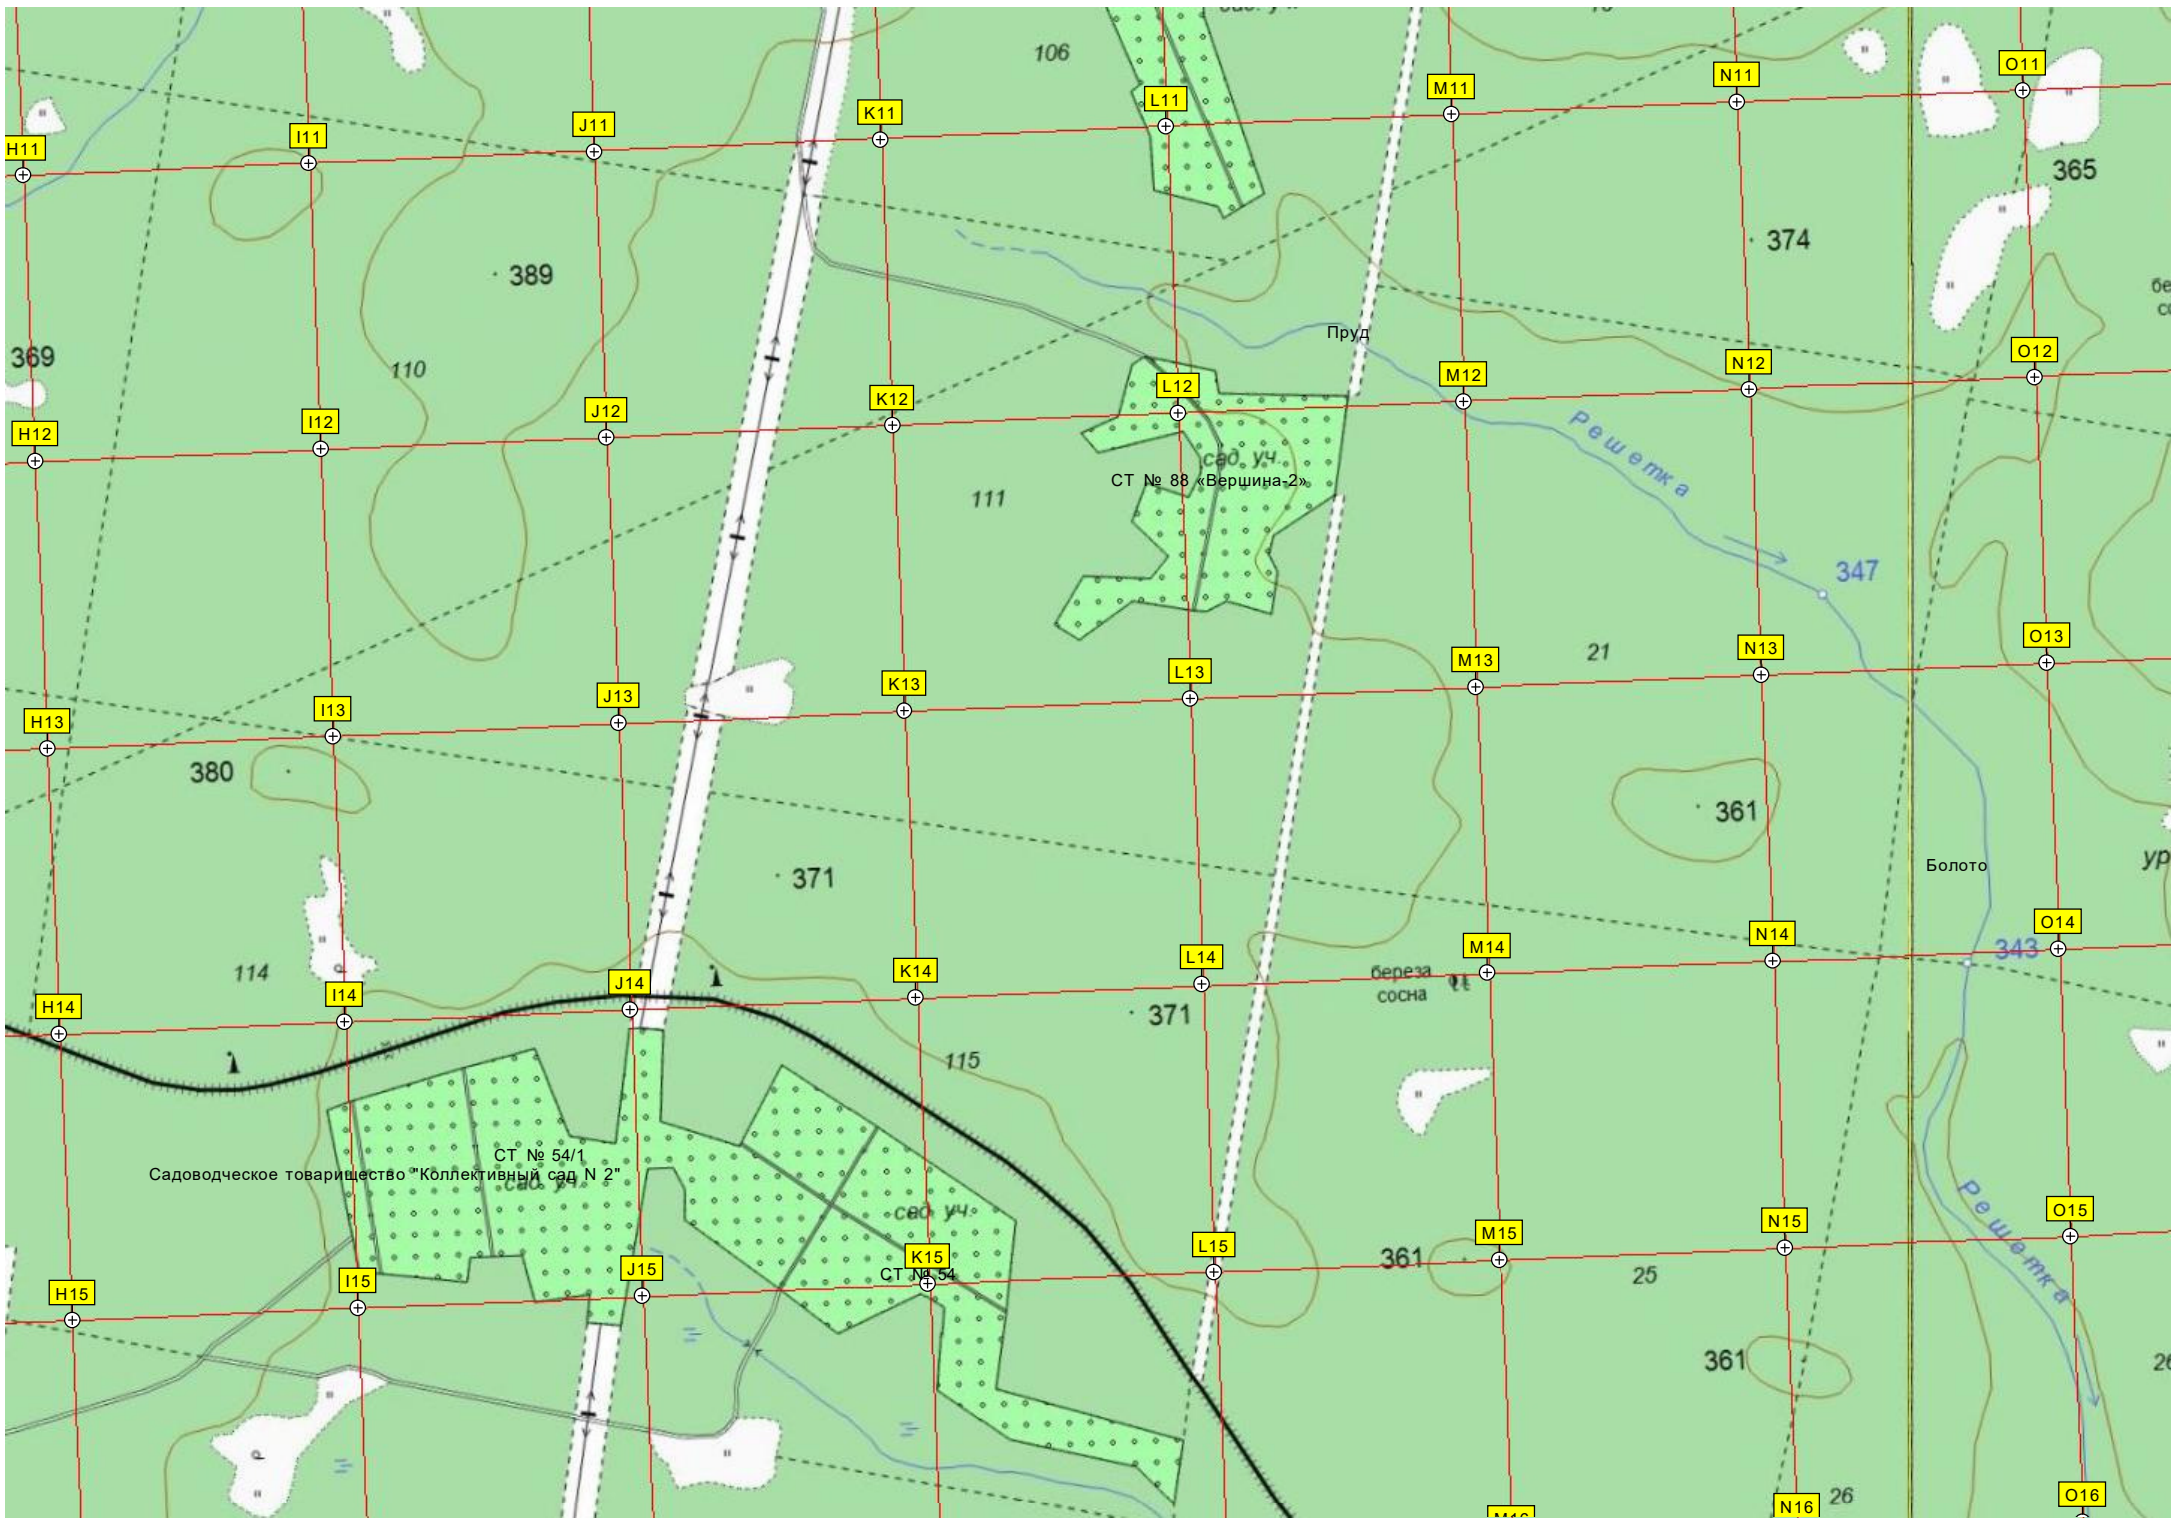 106
O11
N11
M11
L11
K11
J11
I11
H11
365
374
389
369
110
Пруд
O12
N12
M12
L12
K12
J12
I12
H12
Решетка
сад. уч.
СТ № 88 «Вершина-2»
111
347
21
O13
N13
M13
L13
K13
J13
I13
H13
380
361
371
Болото
ур
O14
N14
M14
L14
K14
J14
I14
H14
343
114
береза
сосна
371
115
СТ № 54/1
Садоводческое товарищество "Коллективный сад N 2"
сад. уч.
сад. уч.
Решетка
O15
N15
M15
L15
K15
J15
I15
H15
361
СТ № 54
25
361
26
26
O16
N16
M16